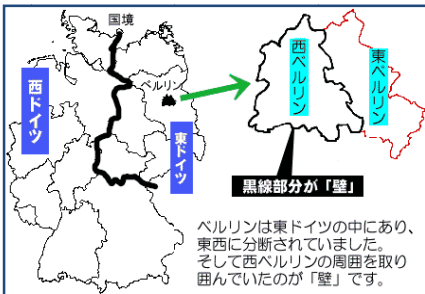 国境
ベルリン
西ドイツ
東ドイツ
西ベルリン
東ベルリン
黒線部分が「壁」
ベルリンは東ドイツの中にあり、
東西に分断されていました。
そして西ベルリンの周囲を取り
囲んでいたのが「壁」です。